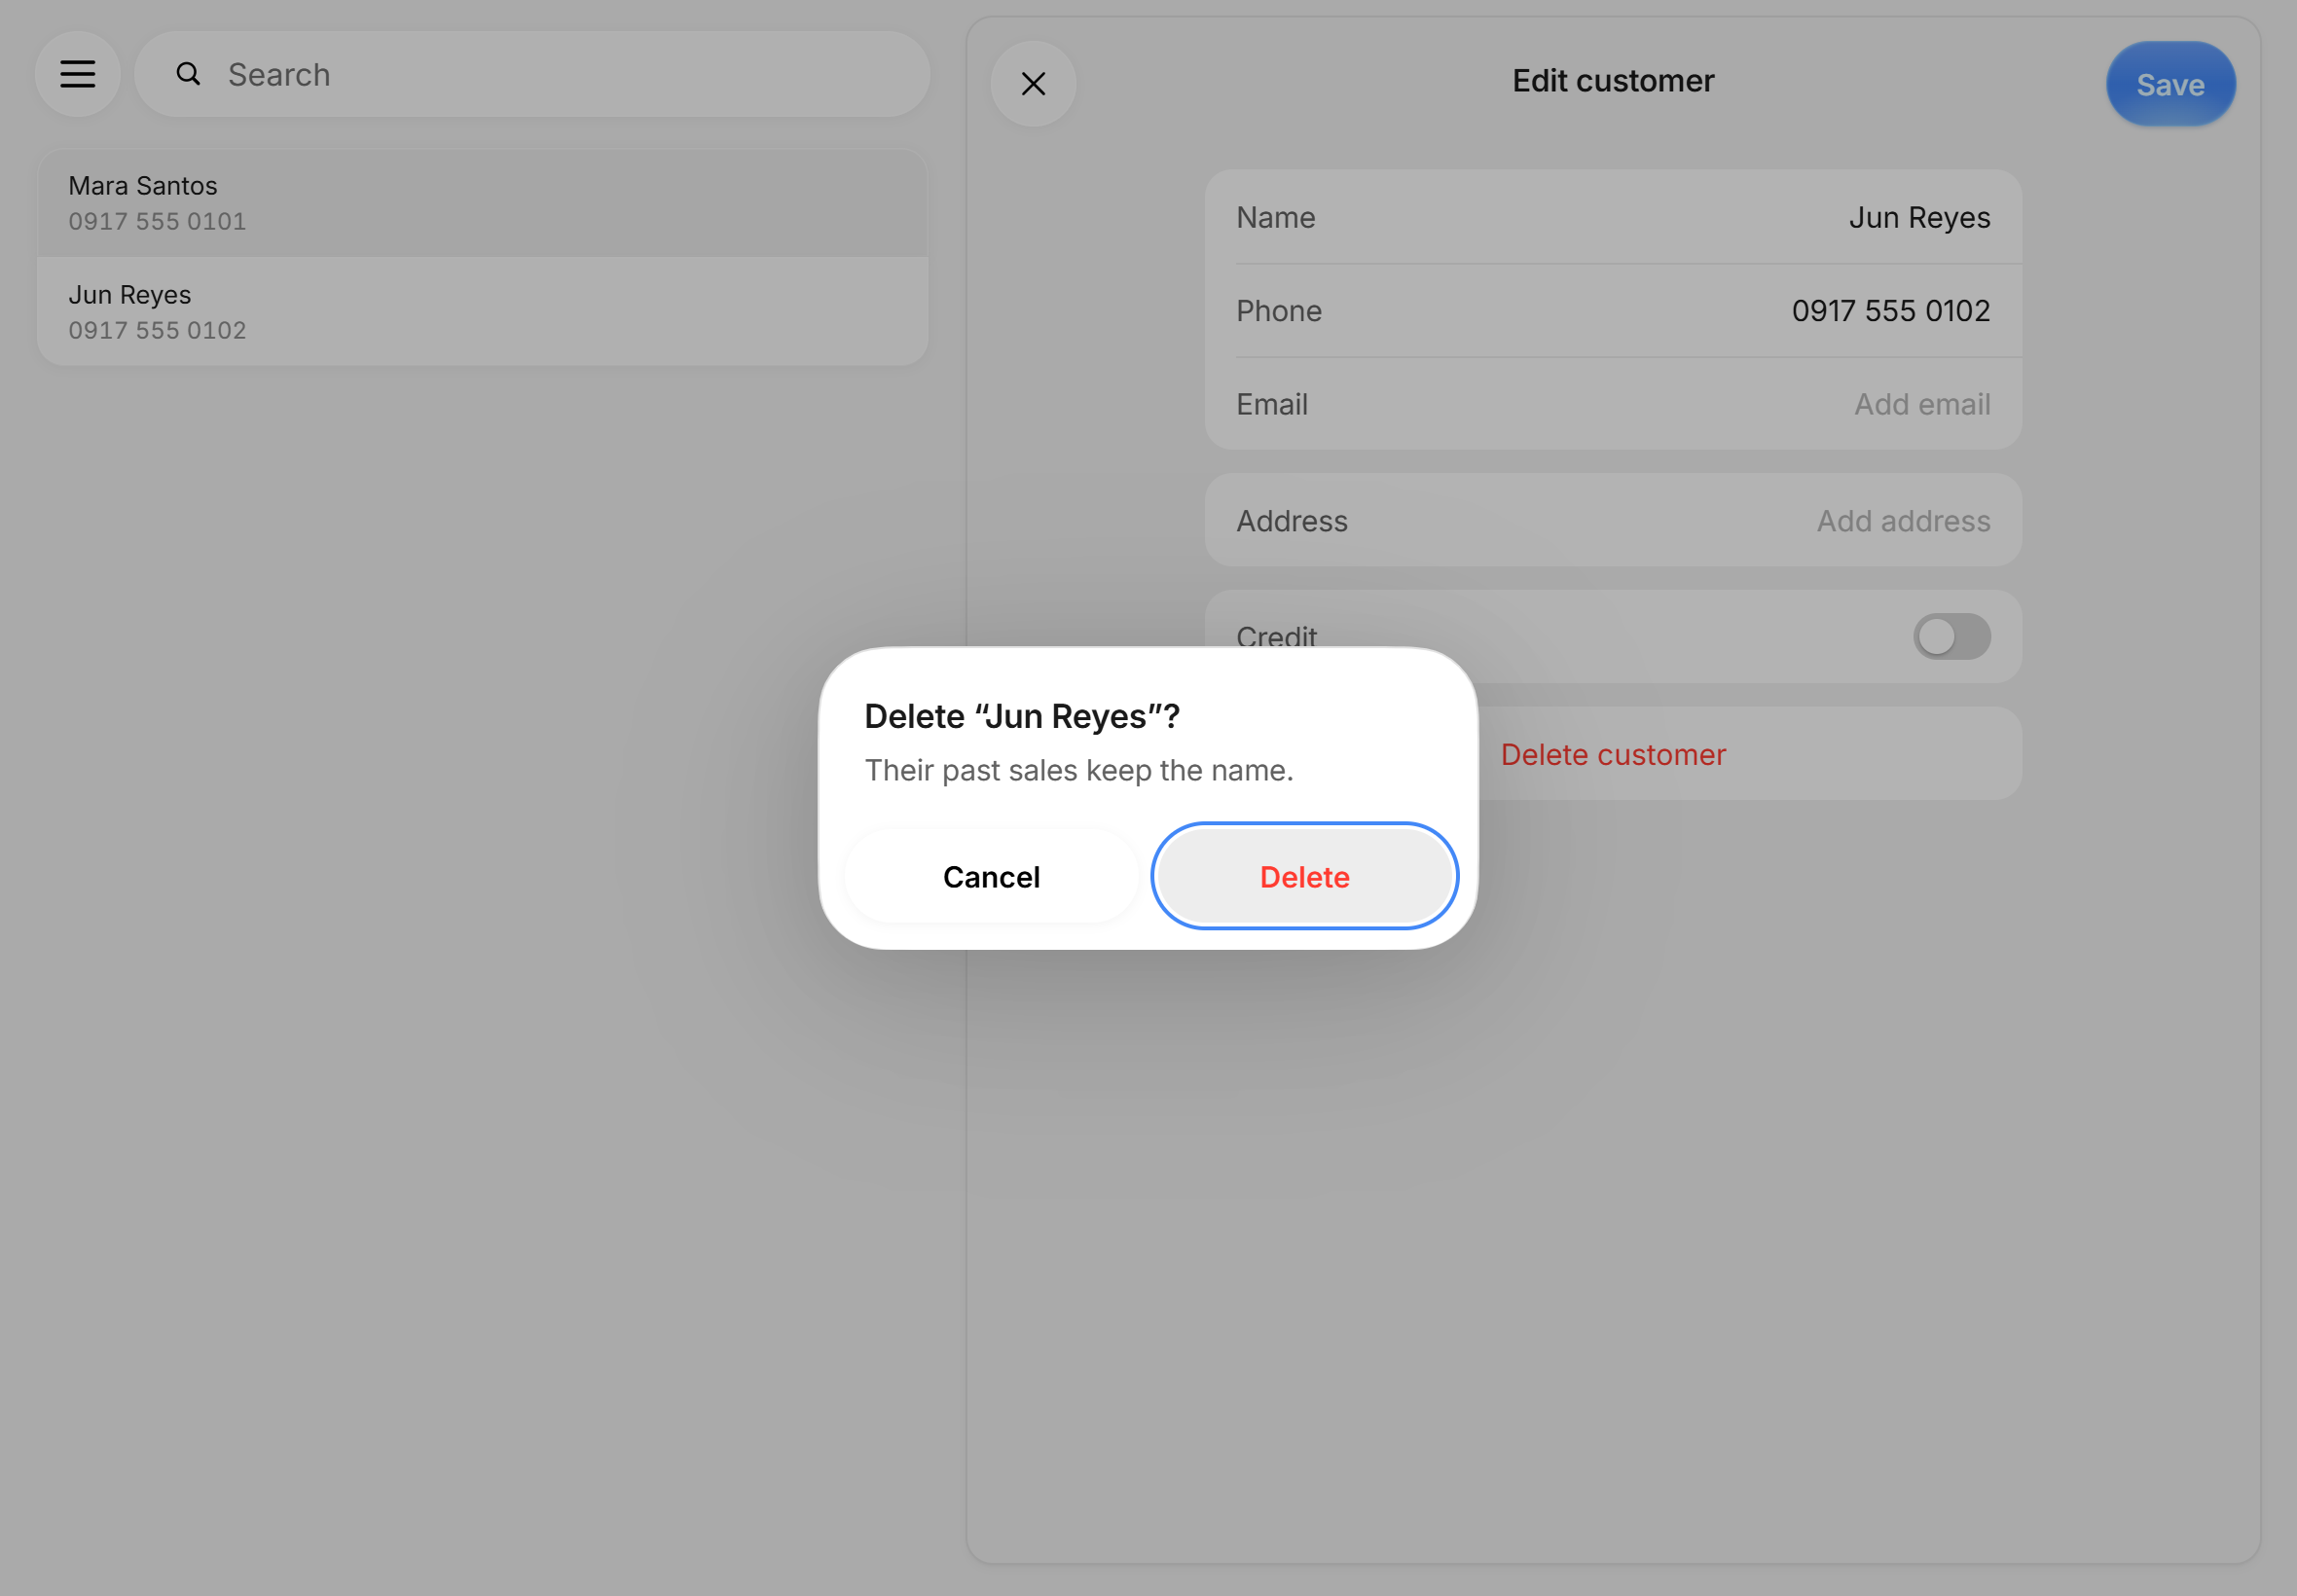 Search
Mara Santos
0917 555 0101
Jun Reyes
0917 555 0102
Edit customer
Save
Name
Jun Reyes
Phone
0917 555 0102
Email
Add email
Address
Add address
Credit
Delete customer
Delete “Jun Reyes”?
Their past sales keep the name.
Cancel
Delete